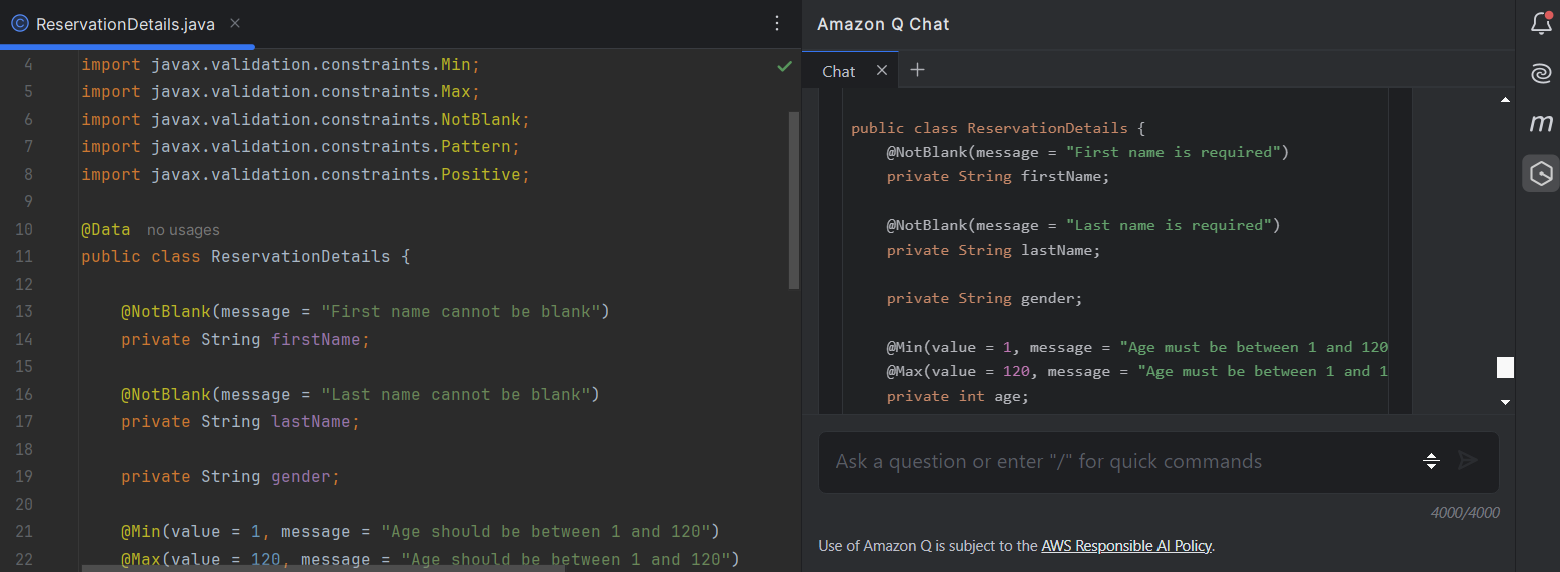 ReservationDetails.java
4 import javax.validation.constraints.Min;
5 import javax.validation.constraints.Max;
6 import javax.validation.constraints.NotBlank;
7 import javax.validation.constraints.Pattern;
8 import javax.validation.constraints.Positive;
9
10 @Data no usages
11 public class ReservationDetails {
12
13 @NotBlank(message = "First name cannot be blank")
14 private String firstName;
15
16 @NotBlank(message = "Last name cannot be blank")
17 private String lastName;
18
19 private String gender;
20
21 @Min(value = 1, message = "Age should be between 1 and 120")
22 @Max(value = 120, message = "Age should be between 1 and 120")
Amazon Q Chat
Chat
public class ReservationDetails {
@NotBlank(message = "First name is required")
private String firstName;
@NotBlank(message = "Last name is required")
private String lastName;
private String gender;
@Min(value = 1, message = "Age must be between 1 and 120
@Max(value = 120, message = "Age must be between 1 and 1
private int age;
Ask a question or enter "/" for quick commands
4000/4000
Use of Amazon Q is subject to the AWS Responsible AI Policy.
m